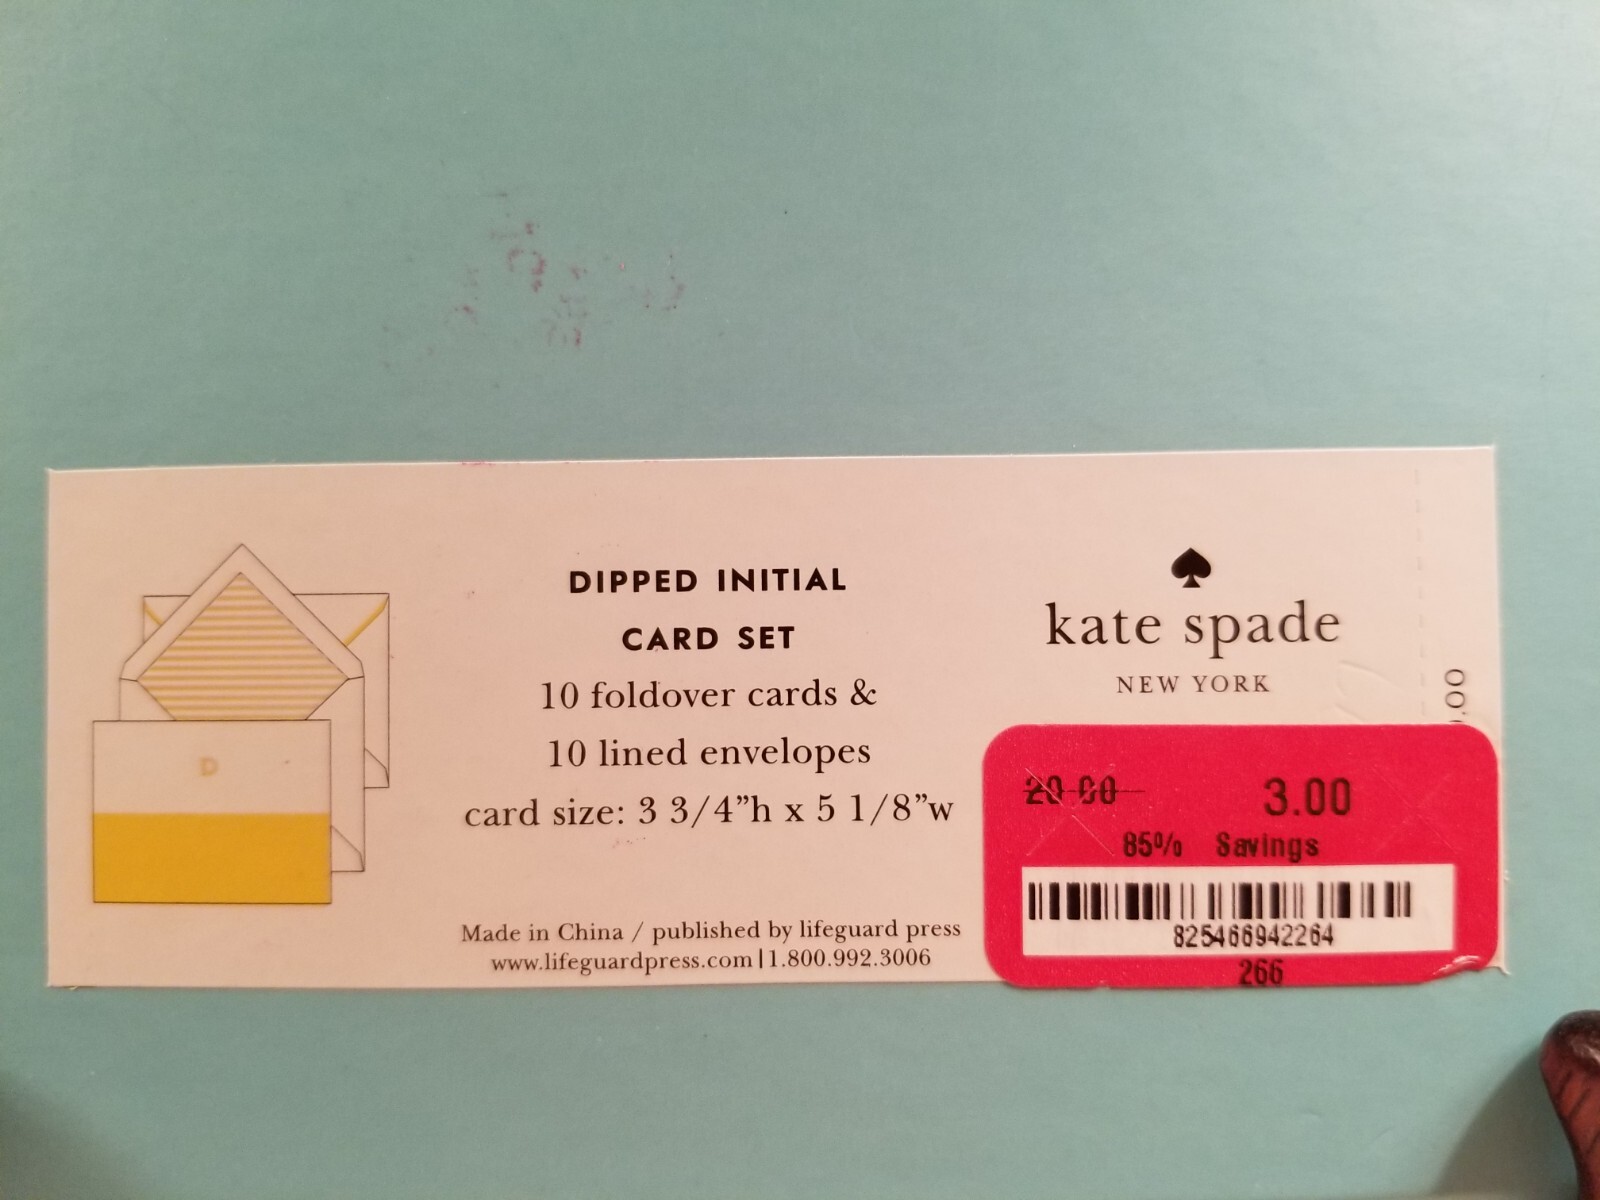 D
DIPPED INITIAL
CARD SET
10 foldover cards &
10 lined envelopes
card size: 3 3/4”h x 5 1/8”w
Made in China / published by lifeguard press
www.lifeguardpress.com | 1.800.992.3006
kate spade
NEW YORK
.00
20.00 3.00
85% Savings
825466942264
266